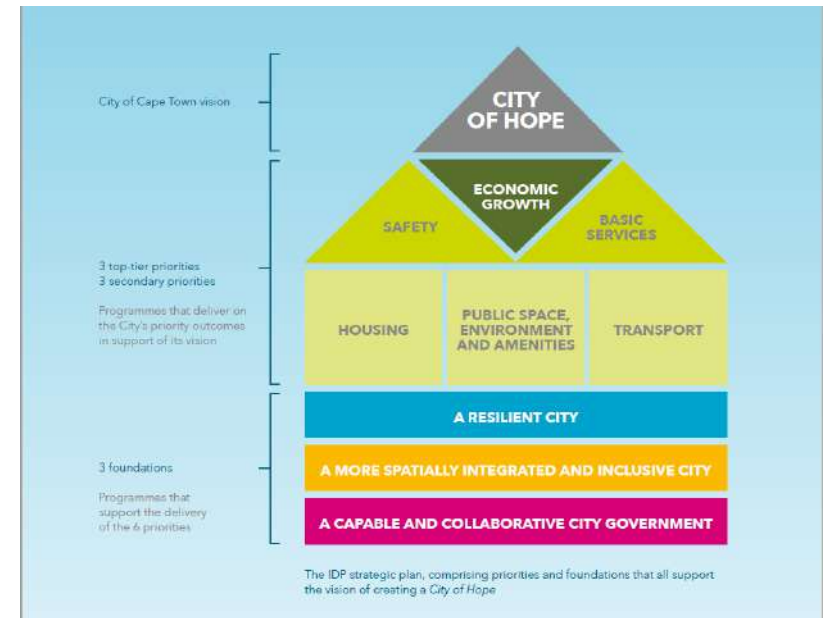 City of Cape Town vision
CITY
OF HOPE
ECONOMIC
GROWTH
SAFETY
BASIC
SERVICES
3 top-tier priorities
3 secondary priorities
Programmes that deliver on
the City's priority outcomes
in support of its vision
HOUSING
PUBLIC SPACE,
ENVIRONMENT
AND AMENITIES
TRANSPORT
A RESILIENT CITY
3 foundations
Programmes that
support the delivery
of the 6 priorities
A MORE SPATIALLY INTEGRATED AND INCLUSIVE CITY
A CAPABLE AND COLLABORATIVE CITY GOVERNMENT
The IDP strategic plan, comprising priorities and foundations that all support
the vision of creating a City of Hope